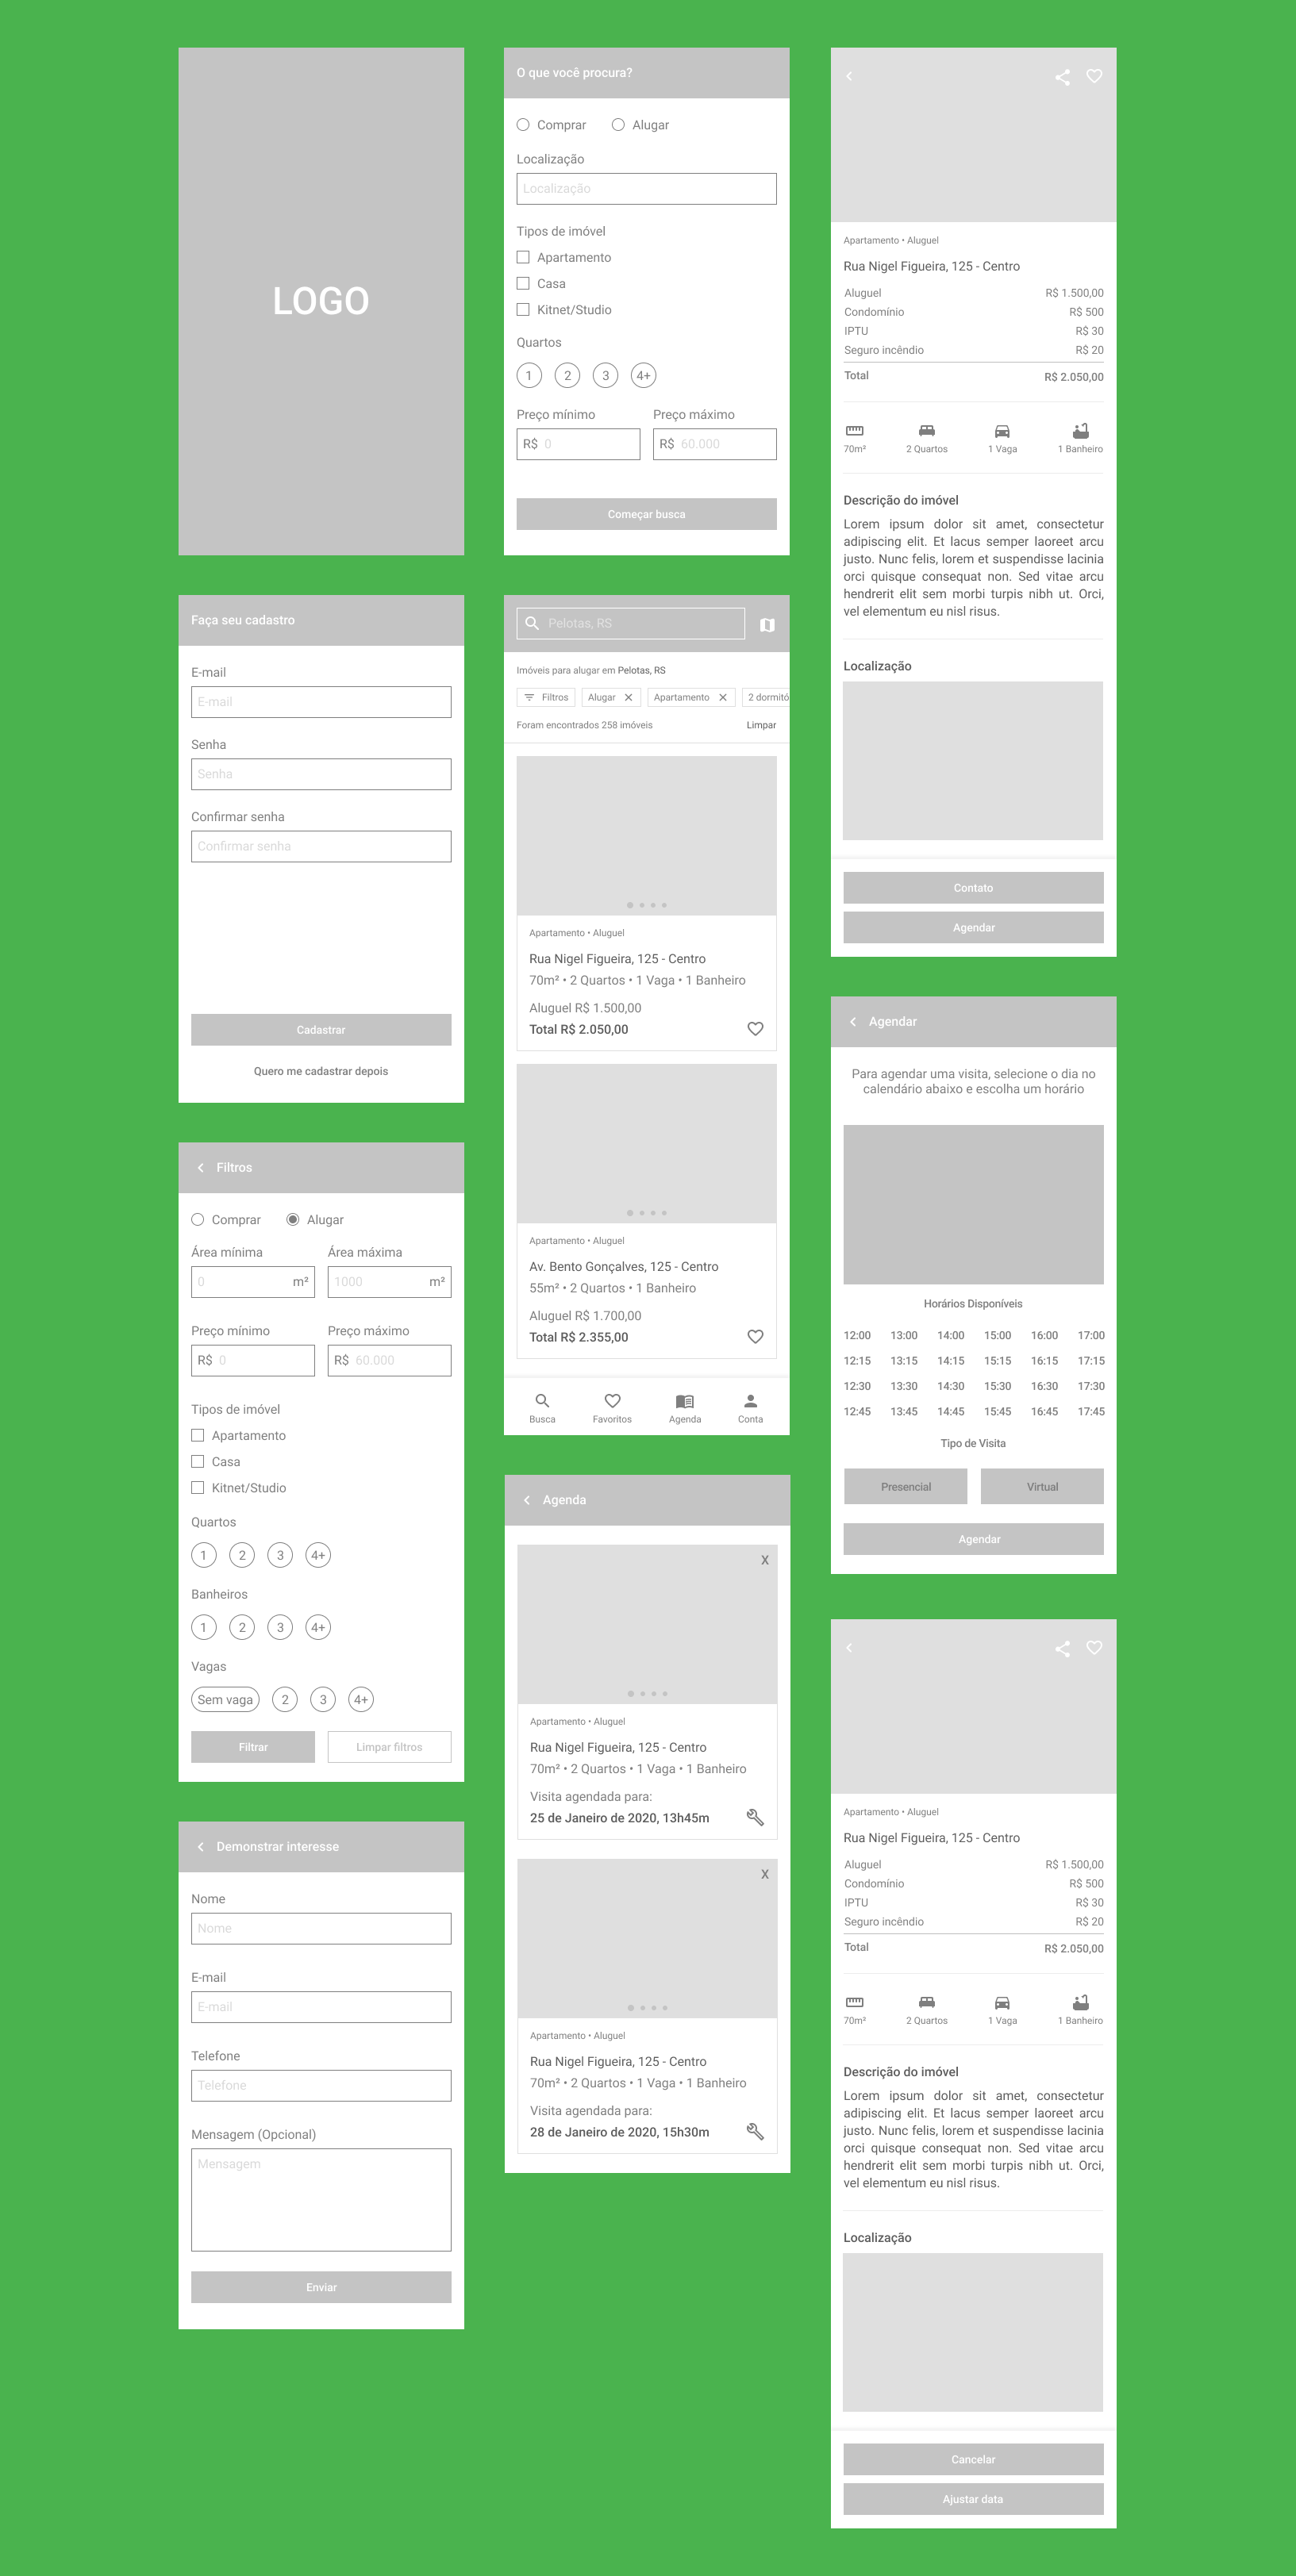 LOGO
Faça seu cadastro
E-mail
E-mail
Senha
Senha
Confirmar senha
Confirmar senha
Cadastrar
Quero me cadastrar depois
Filtros
Comprar Alugar
Área mínima Área máxima
0 m² 1000 m²
Preço mínimo Preço máximo
R$ 0 R$ 60.000
Tipos de imóvel
Apartamento
Casa
Kitnet/Studio
Quartos
1 2 3 4+
Banheiros
1 2 3 4+
Vagas
Sem vaga 2 3 4+
Filtrar Limpar filtros
Demonstrar interesse
Nome
Nome
E-mail
E-mail
Telefone
Telefone
Mensagem (Opcional)
Mensagem
Enviar
O que você procura?
Comprar Alugar
Localização
Localização
Tipos de imóvel
Apartamento
Casa
Kitnet/Studio
Quartos
1 2 3 4+
Preço mínimo Preço máximo
R$ 0 R$ 60.000
Começar busca
Pelotas, RS
Imóveis para alugar em Pelotas, RS
Filtros Alugar Apartamento 2 dormitó
Foram encontrados 258 imóveis Limpar
Apartamento • Aluguel
Rua Nigel Figueira, 125 - Centro
70m² • 2 Quartos • 1 Vaga • 1 Banheiro
Aluguel R$ 1.500,00
Total R$ 2.050,00
Apartamento • Aluguel
Av. Bento Gonçalves, 125 - Centro
55m² • 2 Quartos • 1 Banheiro
Aluguel R$ 1.700,00
Total R$ 2.355,00
Busca Favoritos Agenda Conta
Agenda
X
Apartamento • Aluguel
Rua Nigel Figueira, 125 - Centro
70m² • 2 Quartos • 1 Vaga • 1 Banheiro
Visita agendada para:
25 de Janeiro de 2020, 13h45m
X
Apartamento • Aluguel
Rua Nigel Figueira, 125 - Centro
70m² • 2 Quartos • 1 Vaga • 1 Banheiro
Visita agendada para:
28 de Janeiro de 2020, 15h30m
Apartamento • Aluguel
Rua Nigel Figueira, 125 - Centro
Aluguel R$ 1.500,00
Condomínio R$ 500
IPTU R$ 30
Seguro incêndio R$ 20
Total R$ 2.050,00
70m² 2 Quartos 1 Vaga 1 Banheiro
Descrição do imóvel
Lorem ipsum dolor sit amet, consectetur
adipiscing elit. Et lacus semper laoreet arcu
justo. Nunc felis, lorem et suspendisse lacinia
orci quisque consequat non. Sed vitae arcu
hendrerit elit sem morbi turpis nibh ut. Orci,
vel elementum eu nisl risus.
Localização
Contato
Agendar
Agendar
Para agendar uma visita, selecione o dia no
calendário abaixo e escolha um horário
Horários Disponíveis
12:00 13:00 14:00 15:00 16:00 17:00
12:15 13:15 14:15 15:15 16:15 17:15
12:30 13:30 14:30 15:30 16:30 17:30
12:45 13:45 14:45 15:45 16:45 17:45
Tipo de Visita
Presencial Virtual
Agendar
Apartamento • Aluguel
Rua Nigel Figueira, 125 - Centro
Aluguel R$ 1.500,00
Condomínio R$ 500
IPTU R$ 30
Seguro incêndio R$ 20
Total R$ 2.050,00
70m² 2 Quartos 1 Vaga 1 Banheiro
Descrição do imóvel
Lorem ipsum dolor sit amet, consectetur
adipiscing elit. Et lacus semper laoreet arcu
justo. Nunc felis, lorem et suspendisse lacinia
orci quisque consequat non. Sed vitae arcu
hendrerit elit sem morbi turpis nibh ut. Orci,
vel elementum eu nisl risus.
Localização
Cancelar
Ajustar data